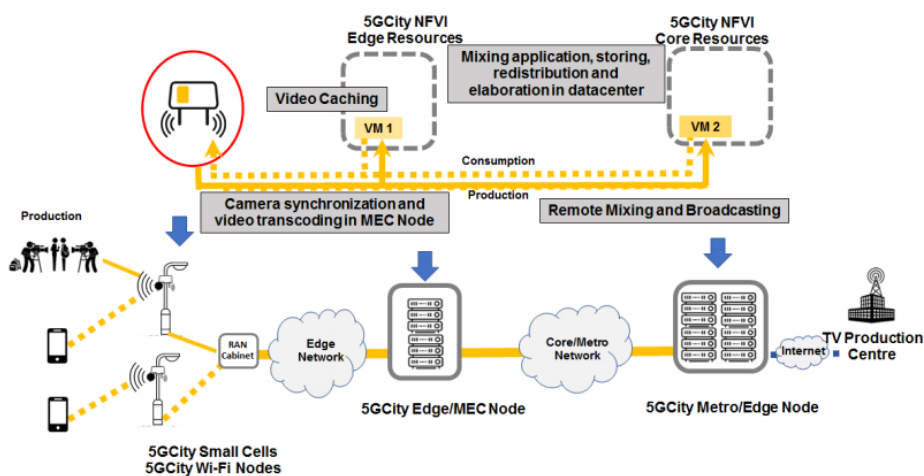 5GCity NFVI
Edge Resources
5GCity NFVI
Core Resources
Mixing application, storing,
redistribution and
elaboration in datacenter
Video Caching
VM 1
VM 2
Consumption
Production
Camera synchronization and
video transcoding in MEC Node
Remote Mixing and Broadcasting
Production
RAN
Cabinet
Edge
Network
Core/Metro
Network
Internet
TV Production
Centre
5GCity Edge/MEC Node
5GCity Metro/Edge Node
5GCity Small Cells
5GCity Wi-Fi Nodes